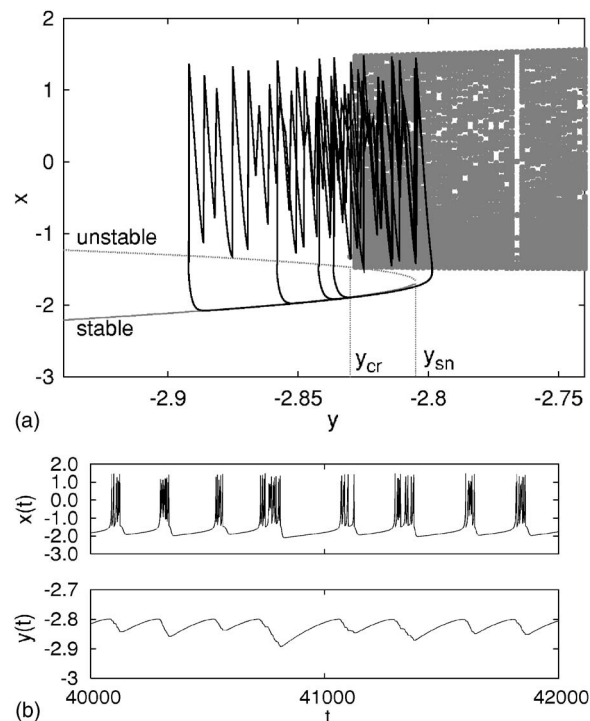 2
1
0
-1
-2
-3
x
unstable
stable
y_cr
y_sn
-2.9
-2.85
-2.8
-2.75
y
(a)
2.0
1.0
0.0
-1.0
-2.0
-3.0
x(t)
-2.7
-2.8
-2.9
-3
y(t)
40000
41000
42000
t
(b)